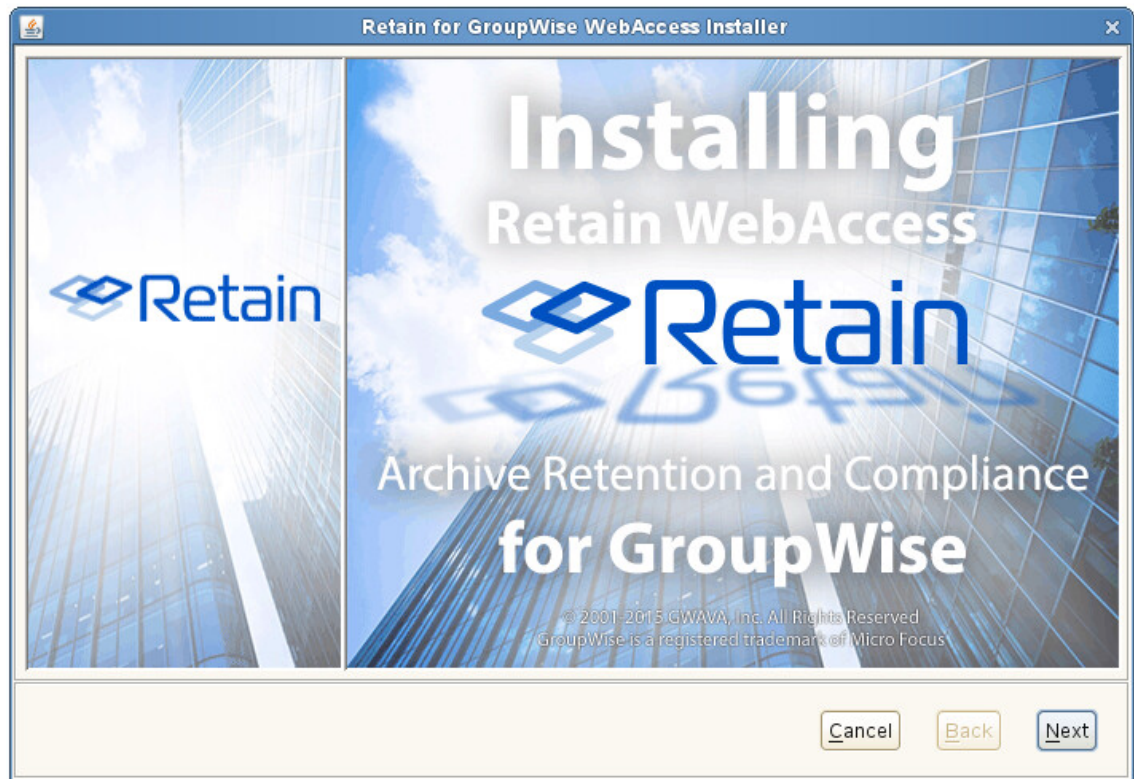 Retain for GroupWise WebAccess Installer
Retain
Installing
Retain WebAccess
Retain
Retain
Archive Retention and Compliance
for GroupWise
© 2001-2015 GWAVA, Inc. All Rights Reserved
GroupWise is a registered trademark of Micro Focus
Cancel
Back
Next